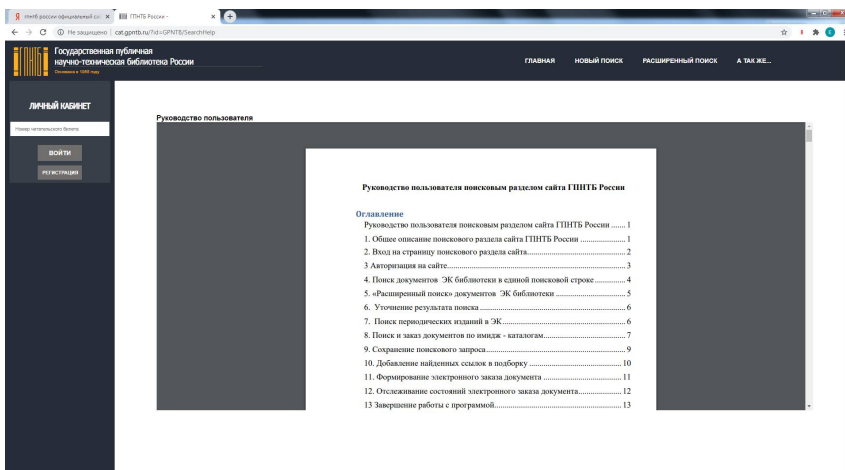 гпнтб россии официальный са
ГПНТБ России -
Не защищено | cat.gpntb.ru/?id=GPNTB/SearchHelp
Государственная публичная
научно-техническая библиотека России
Основана в 1958 году
ГЛАВНАЯ НОВЫЙ ПОИСК РАСШИРЕННЫЙ ПОИСК А ТАК ЖЕ...
ЛИЧНЫЙ КАБИНЕТ
Номер читательского билета
ВОЙТИ
РЕГИСТРАЦИЯ
Руководство пользователя
Руководство пользователя поисковым разделом сайта ГПНТБ России
Оглавление
Руководство пользователя поисковым разделом сайта ГПНТБ России ....... 1
1. Общее описание поискового раздела сайта ГПНТБ России ..................... 1
2. Вход на страницу поискового раздела сайта............................................. 2
3 Авторизация на сайте................................................................................ 3
4. Поиск документов ЭК библиотеки в единой поисковой строке .............. 4
5. «Расширенный поиск» документов ЭК библиотеки ................................ 5
6. Уточнение результата поиска .................................................................. 6
7. Поиск периодических изданий в ЭК......................................................... 6
8. Поиск и заказ документов по имидж - каталогам..................................... 7
9. Сохранение поискового запроса............................................................... 9
10. Добавление найденных ссылок в подборку .......................................... 10
11. Формирование электронного заказа документа ................................... 11
12. Отслеживание состояний электронного заказа документа................... 12
13 Завершение работы с программой........................................................... 13